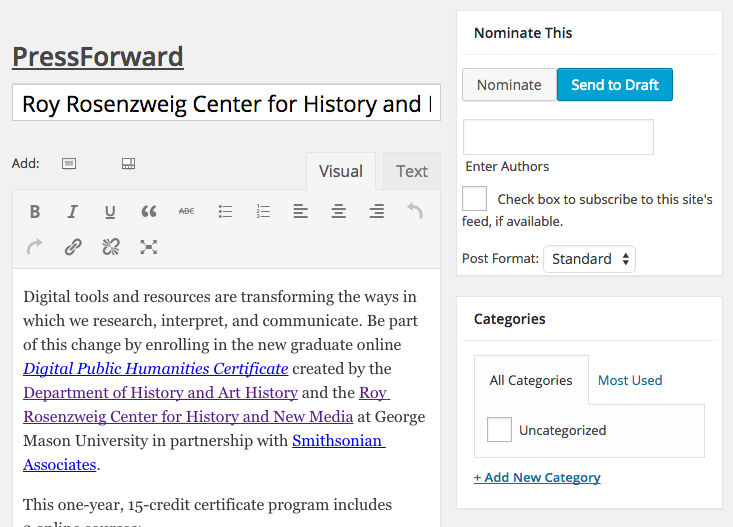 PressForward
Roy Rosenzweig Center for History and
Add:
Visual
Text
B I U ABC
Digital tools and resources are transforming the ways in
which we research, interpret, and communicate. Be part
of this change by enrolling in the new graduate online
Digital Public Humanities Certificate created by the
Department of History and Art History and the Roy
Rosenzweig Center for History and New Media at George
Mason University in partnership with Smithsonian
Associates.
This one-year, 15-credit certificate program includes
Nominate This
Nominate
Send to Draft
Enter Authors
Check box to subscribe to this site's
feed, if available.
Post Format: Standard
Categories
All Categories
Most Used
Uncategorized
+ Add New Category